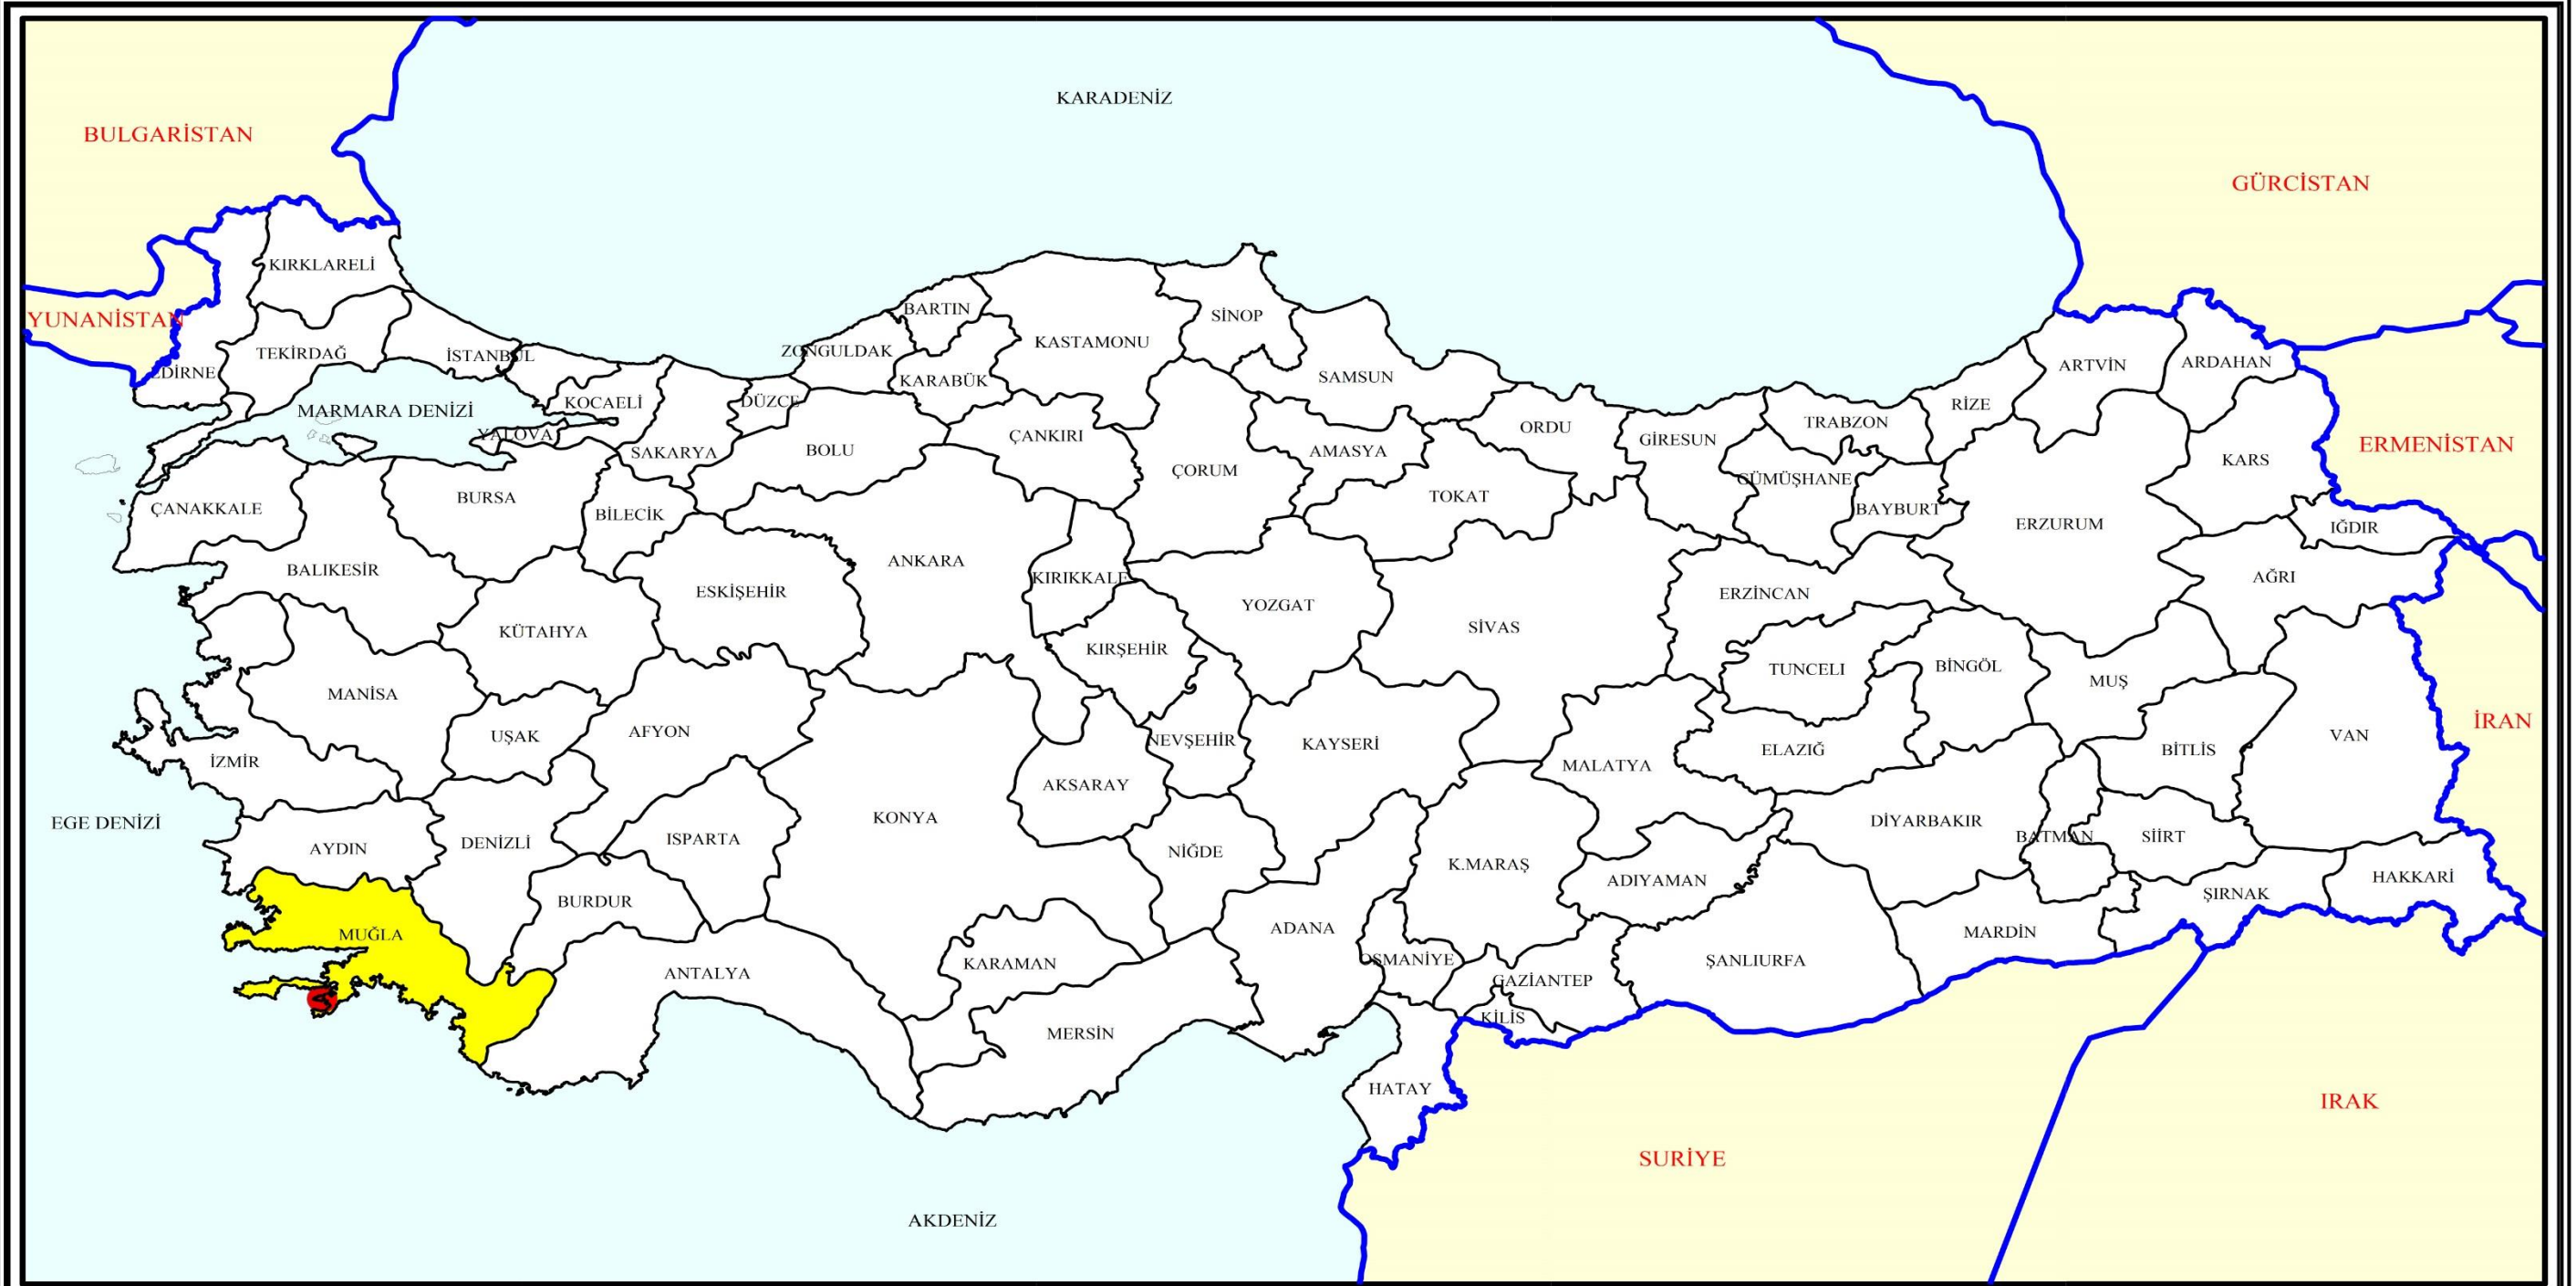 KARADENİZ
BULGARİSTAN
GÜRCİSTAN
KIRKLARELİ
YUNANİSTAN
BARTIN
SİNOP
TEKİRDAĞ
İSTANBUL
ZONGULDAK
KASTAMONU
ARTVİN
ARDAHAN
EDİRNE
KARABÜK
SAMSUN
MARMARA DENİZİ
KOCAELİ
DÜZCE
RİZE
YALOVA
ÇANKIRI
ORDU
GİRESUN
TRABZON
ERMENİSTAN
SAKARYA
BOLU
ÇORUM
AMASYA
KARS
ÇANAKKALE
BURSA
BİLECİK
TOKAT
GÜMÜŞHANE
BAYBURT
ERZURUM
IĞDIR
BALIKESİR
ESKİŞEHİR
ANKARA
KIRIKKALE
YOZGAT
ERZİNCAN
AĞRI
KÜTAHYA
KIRŞEHİR
SİVAS
TUNCELI
BİNGÖL
MUŞ
MANİSA
UŞAK
AFYON
NEVŞEHİR
KAYSERİ
ELAZIĞ
BİTLİS
VAN
İRAN
İZMİR
AKSARAY
MALATYA
EGE DENİZİ
AYDIN
DENİZLİ
ISPARTA
KONYA
NİĞDE
K.MARAŞ
DİYARBAKIR
BATMAN
SİİRT
MUĞLA
BURDUR
ADANA
ADIYAMAN
MARDİN
ŞIRNAK
HAKKARİ
ANTALYA
KARAMAN
OSMANİYE
GAZİANTEP
ŞANLIURFA
MERSİN
KİLİS
HATAY
IRAK
SURİYE
AKDENİZ